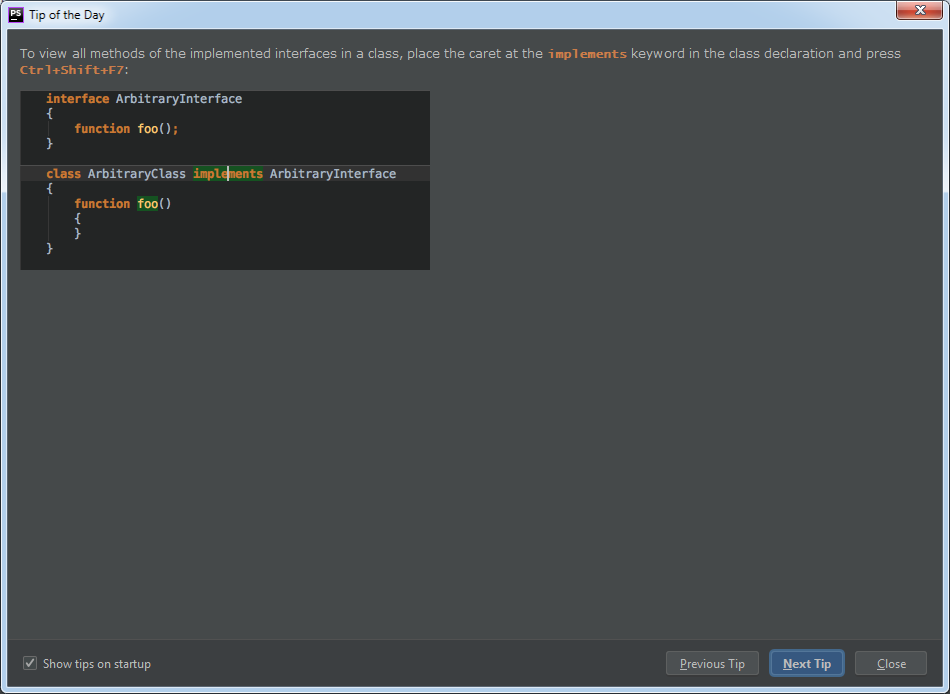 PS Tip of the Day
To view all methods of the implemented interfaces in a class, place the caret at the implements keyword in the class declaration and press
Ctrl+Shift+F7:
interface ArbitraryInterface
{
function foo();
}
class ArbitraryClass implements ArbitraryInterface
{
function foo()
{
}
}
Show tips on startup
Previous Tip
Next Tip
Close